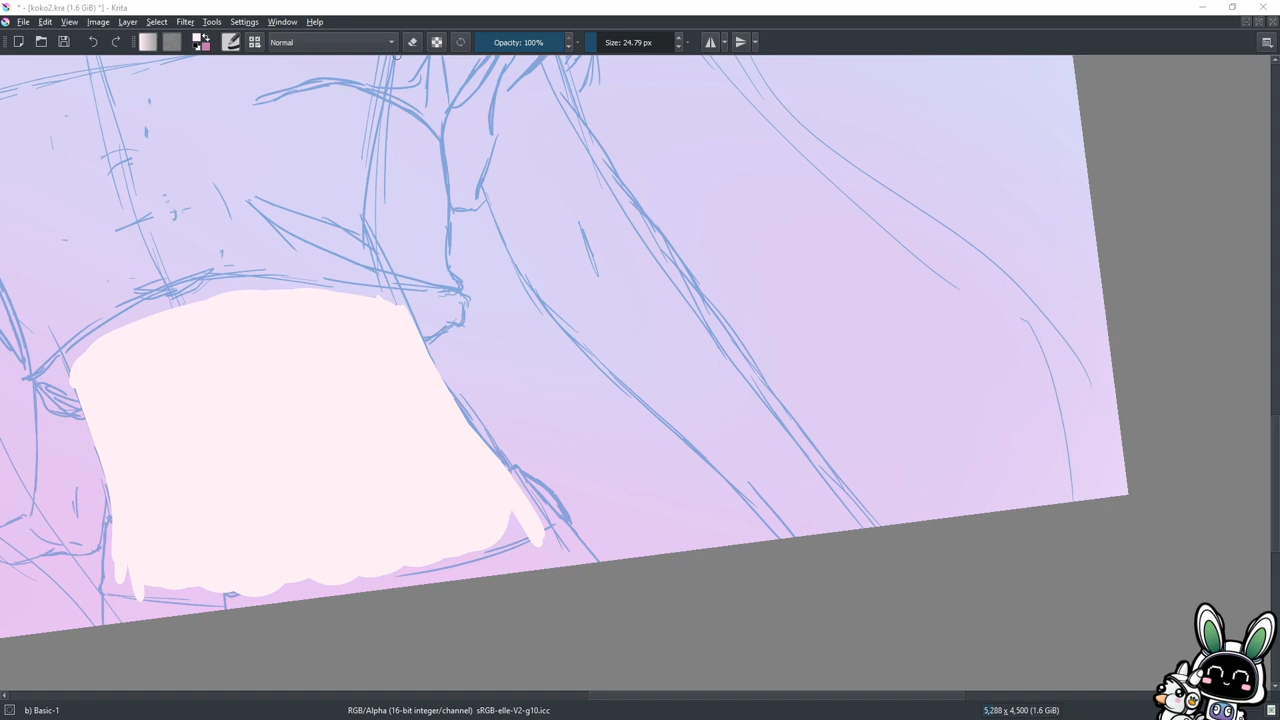 * - [koko2.kra (1.6 GiB) *] - Krita
File Edit View Image Layer Select Filter Tools Settings Window Help
Normal Opacity: 100% Size: 24.79 px
b) Basic-1 RGB/Alpha (16-bit integer/channel) sRGB-elle-V2-g10.icc 5,288 x 4,500 (1.6 GiB)